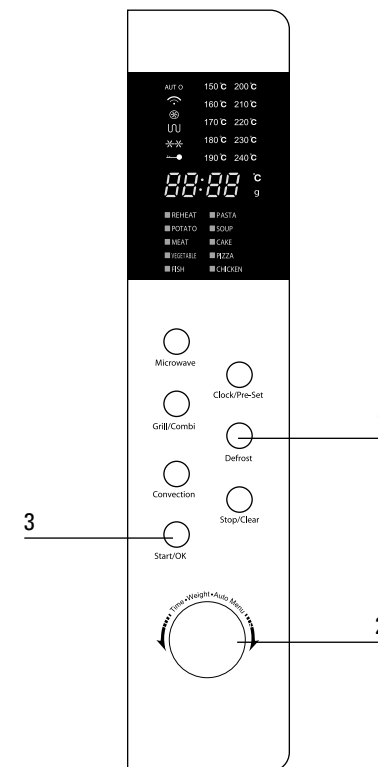 AUTO 150°C 200°C
160°C 210°C
170°C 220°C
180°C 230°C
190°C 240°C
88:88 °C
g
REHEAT PASTA
POTATO SOUP
MEAT CAKE
VEGETABLE PIZZA
FISH CHICKEN
Microwave
Clock/Pre-Set
Grill/Combi
Defrost
Convection
Stop/Clear
3
Start/OK
Time•Weight•Auto Menu
2